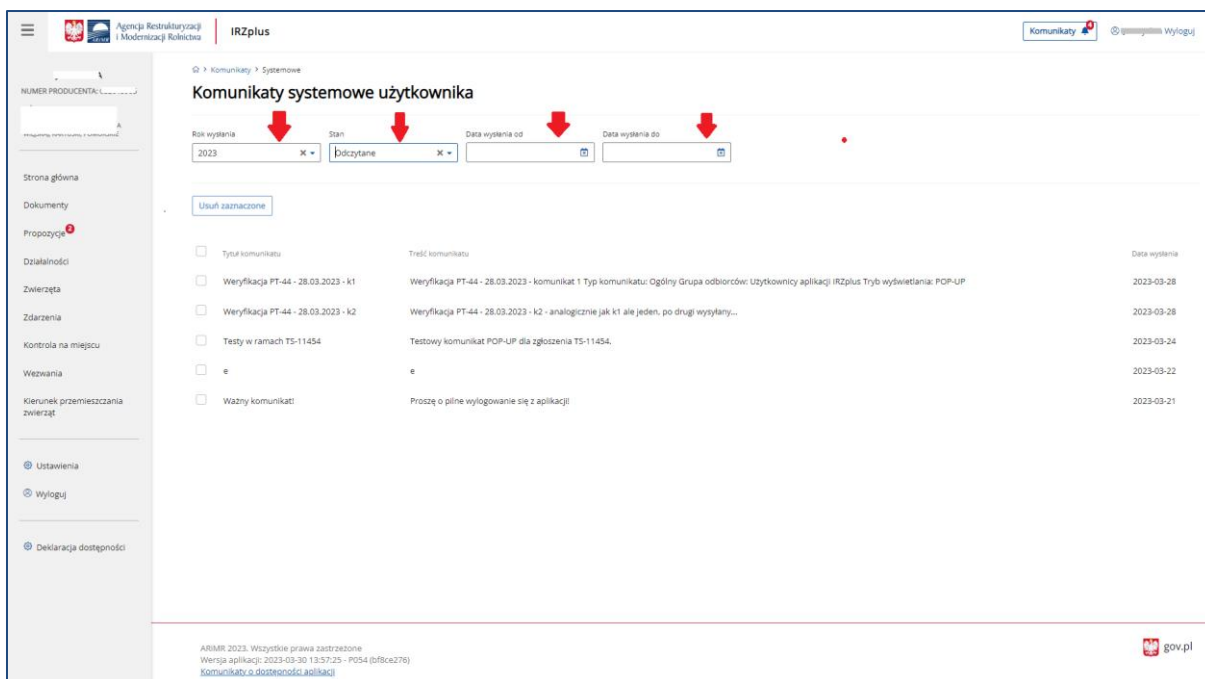 Agencja Restrukturyzacji
i Modernizacji Rolnictwa
ARiMR
IRZplus
Komunikaty 4
Wyloguj
NUMER PRODUCENTA:
Strona główna
Dokumenty
Propozycje 2
Działalności
Zwierzęta
Zdarzenia
Kontrola na miejscu
Wezwania
Kierunek przemieszczania
zwierząt
Ustawienia
Wyloguj
Deklaracja dostępności
> Komunikaty > Systemowe
Komunikaty systemowe użytkownika
Rok wysłania Stan Data wysłania od Data wysłania do
2023 Odczytane
Usuń zaznaczone
Tytuł komunikatu Treść komunikatu Data wysłania
Weryfikacja PT-44 - 28.03.2023 - k1 Weryfikacja PT-44 - 28.03.2023 - komunikat 1 Typ komunikatu: Ogólny Grupa odbiorców: Użytkownicy aplikacji IRZplus Tryb wyświetlania: POP-UP 2023-03-28
Weryfikacja PT-44 - 28.03.2023 - k2 Weryfikacja PT-44 - 28.03.2023 - k2 - analogicznie jak k1 ale jeden, po drugi wysyłany... 2023-03-28
Testy w ramach TS-11454 Testowy komunikat POP-UP dla zgłoszenia TS-11454. 2023-03-24
e e 2023-03-22
Ważny komunikat! Proszę o pilne wylogowanie się z aplikacji! 2023-03-21
ARiMR 2023. Wszystkie prawa zastrzeżone
Wersja aplikacji: 2023-03-30 13:57:25 - P054 (bf8ce276)
Komunikaty o dostępności aplikacji
gov.pl